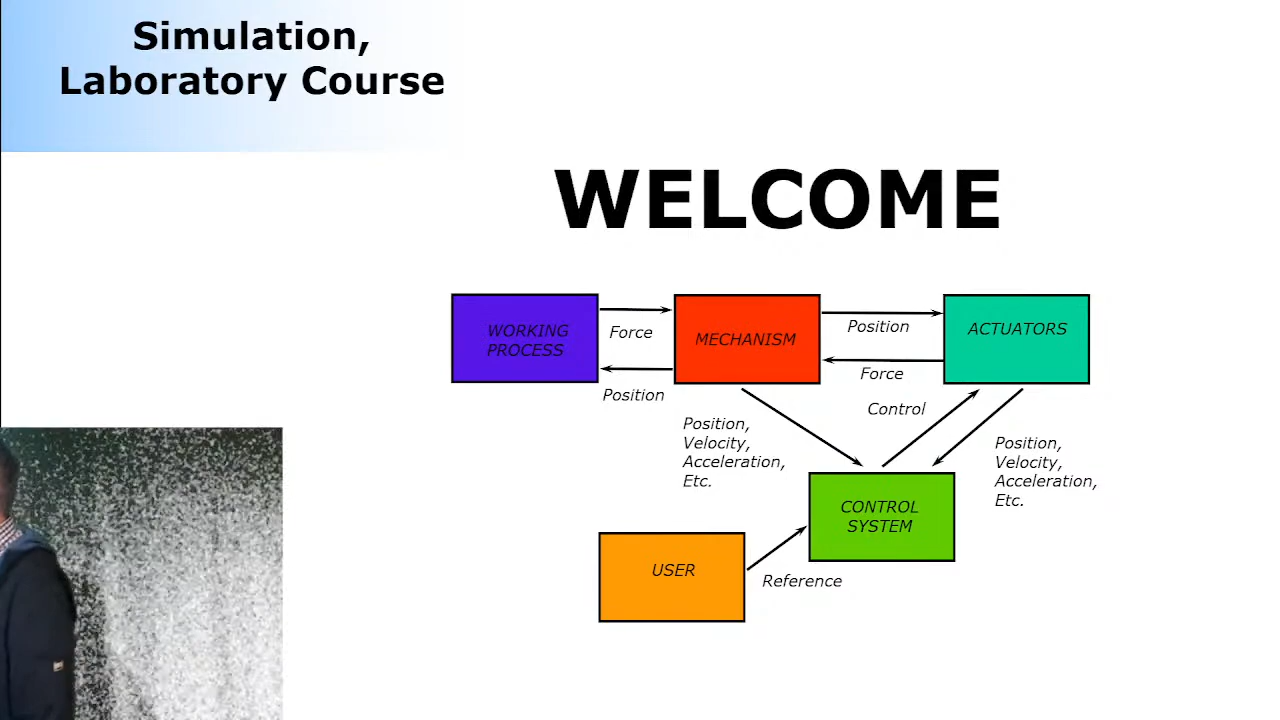 Simulation,
Laboratory Course
WELCOME
WORKING
PROCESS
Force
Position
MECHANISM
Position
Force
ACTUATORS
Position,
Velocity,
Acceleration,
Etc.
Control
Position,
Velocity,
Acceleration,
Etc.
CONTROL
SYSTEM
USER
Reference